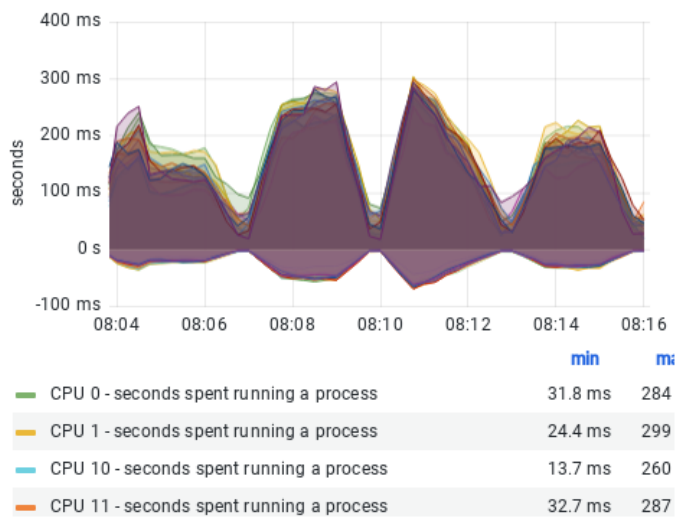 400 ms
300 ms
200 ms
100 ms
0 s
-100 ms
seconds
08:04 08:06 08:08 08:10 08:12 08:14 08:16
min
CPU 0 - seconds spent running a process 31.8 ms 284
CPU 1 - seconds spent running a process 24.4 ms 299
CPU 10 - seconds spent running a process 13.7 ms 260
CPU 11 - seconds spent running a process 32.7 ms 287